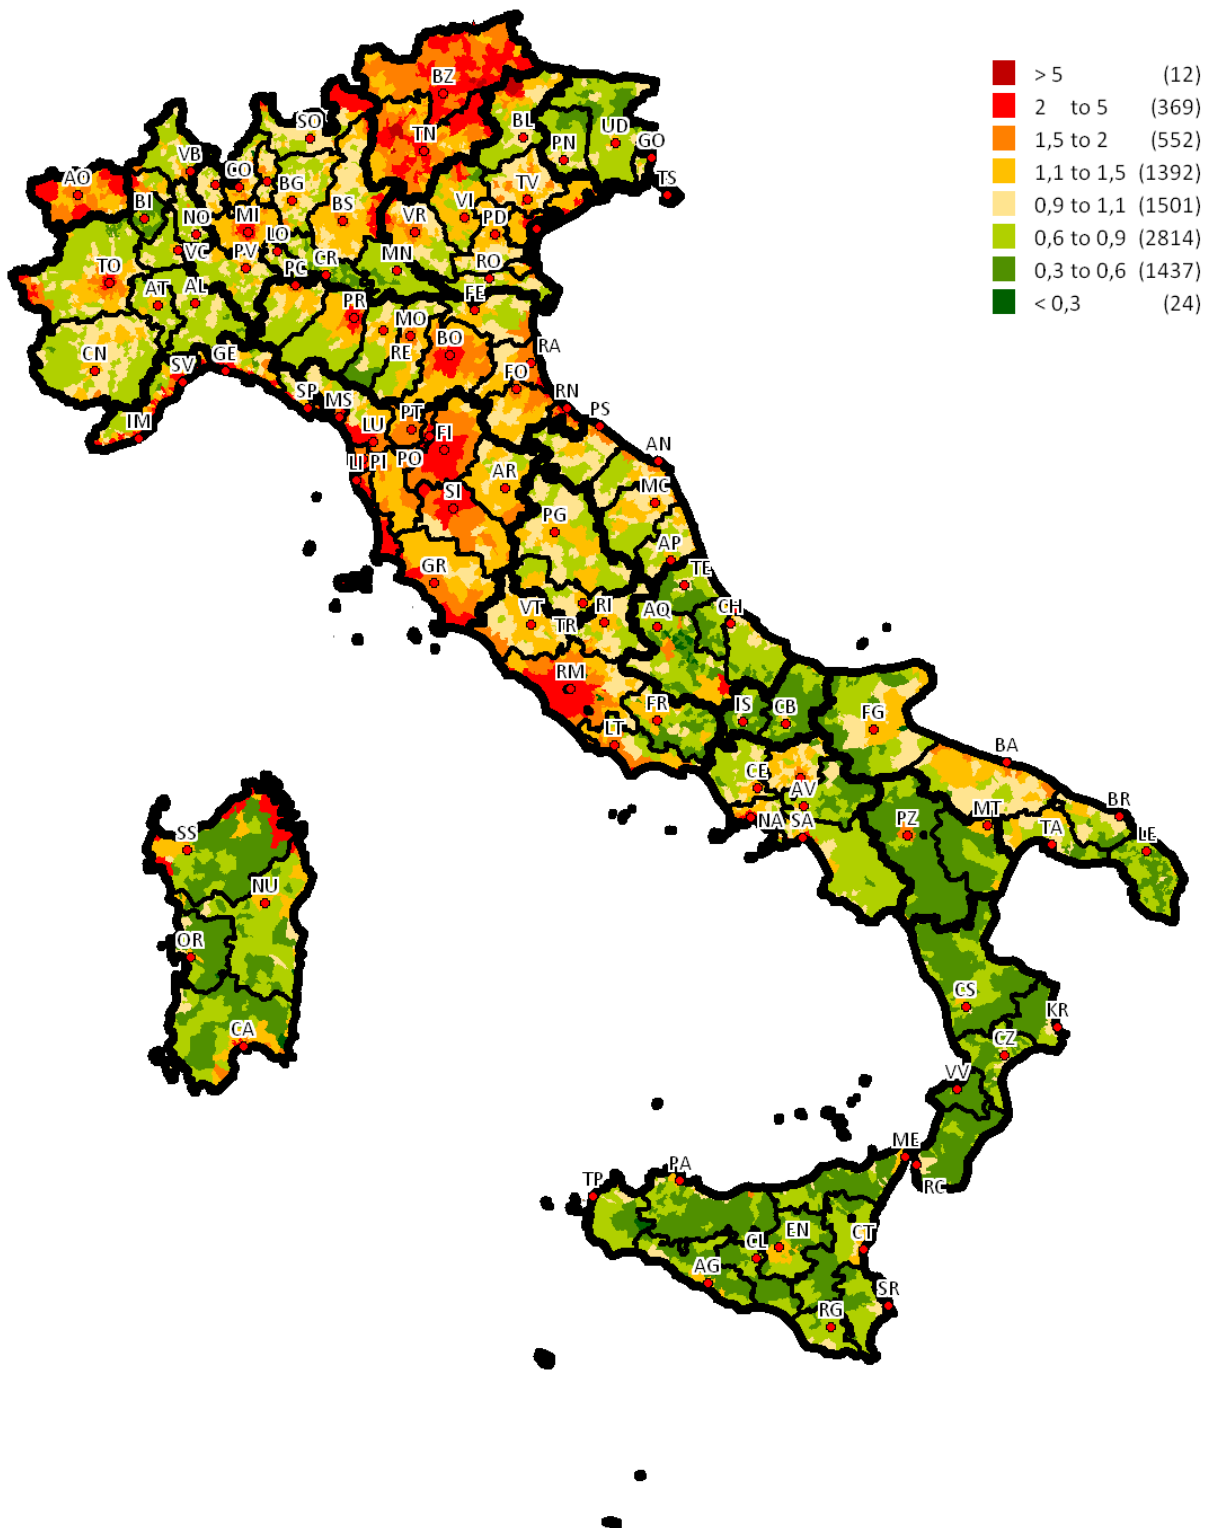 > 5 (12)
2 to 5 (369)
1,5 to 2 (552)
1,1 to 1,5 (1392)
0,9 to 1,1 (1501)
0,6 to 0,9 (2814)
0,3 to 0,6 (1437)
< 0,3 (24)
BZ
SO
TN
BL
UD
PN
GO
VB
CO
AO
BG
TV
TS
BI
NO
MI
BS
VR
VI
PD
LO
VC
PV
CR
MN
RO
TO
PC
AT
AL
FE
PR
MO
BO
RE
RA
CN
SV
GE
FO
SP
MS
RN
IM
LU
PT
FI
PS
LI
PI
PO
AR
AN
SI
MC
PG
AP
GR
TE
VT
TR
RI
AQ
CH
RM
FR
IS
CB
FG
LT
BA
CE
AV
NA
SA
PZ
MT
TA
BR
LE
SS
NU
OR
CA
CS
KR
CZ
VV
ME
RC
TP
PA
EN
CL
CT
AG
SR
RG